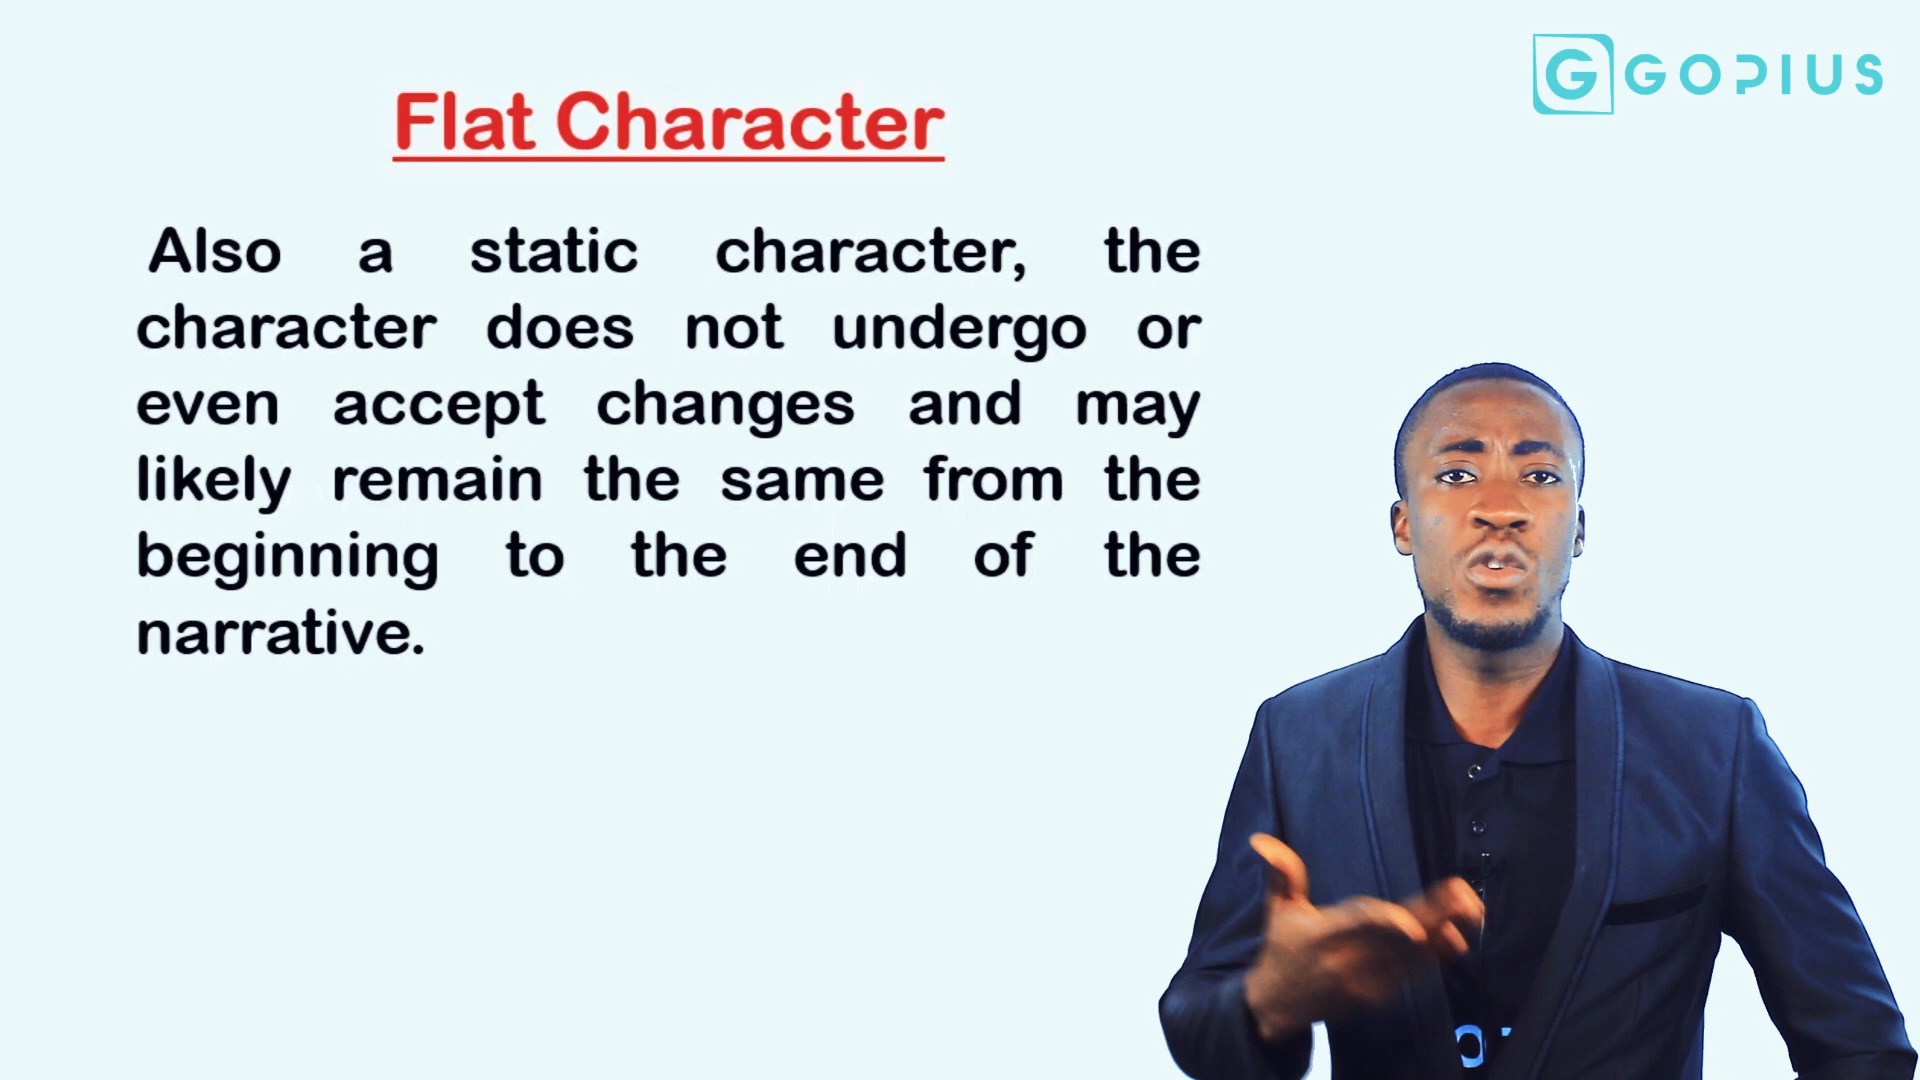 GGOPIUS
Flat Character
Also a static character, the
character does not undergo or
even accept changes and may
likely remain the same from the
beginning to the end of the
narrative.